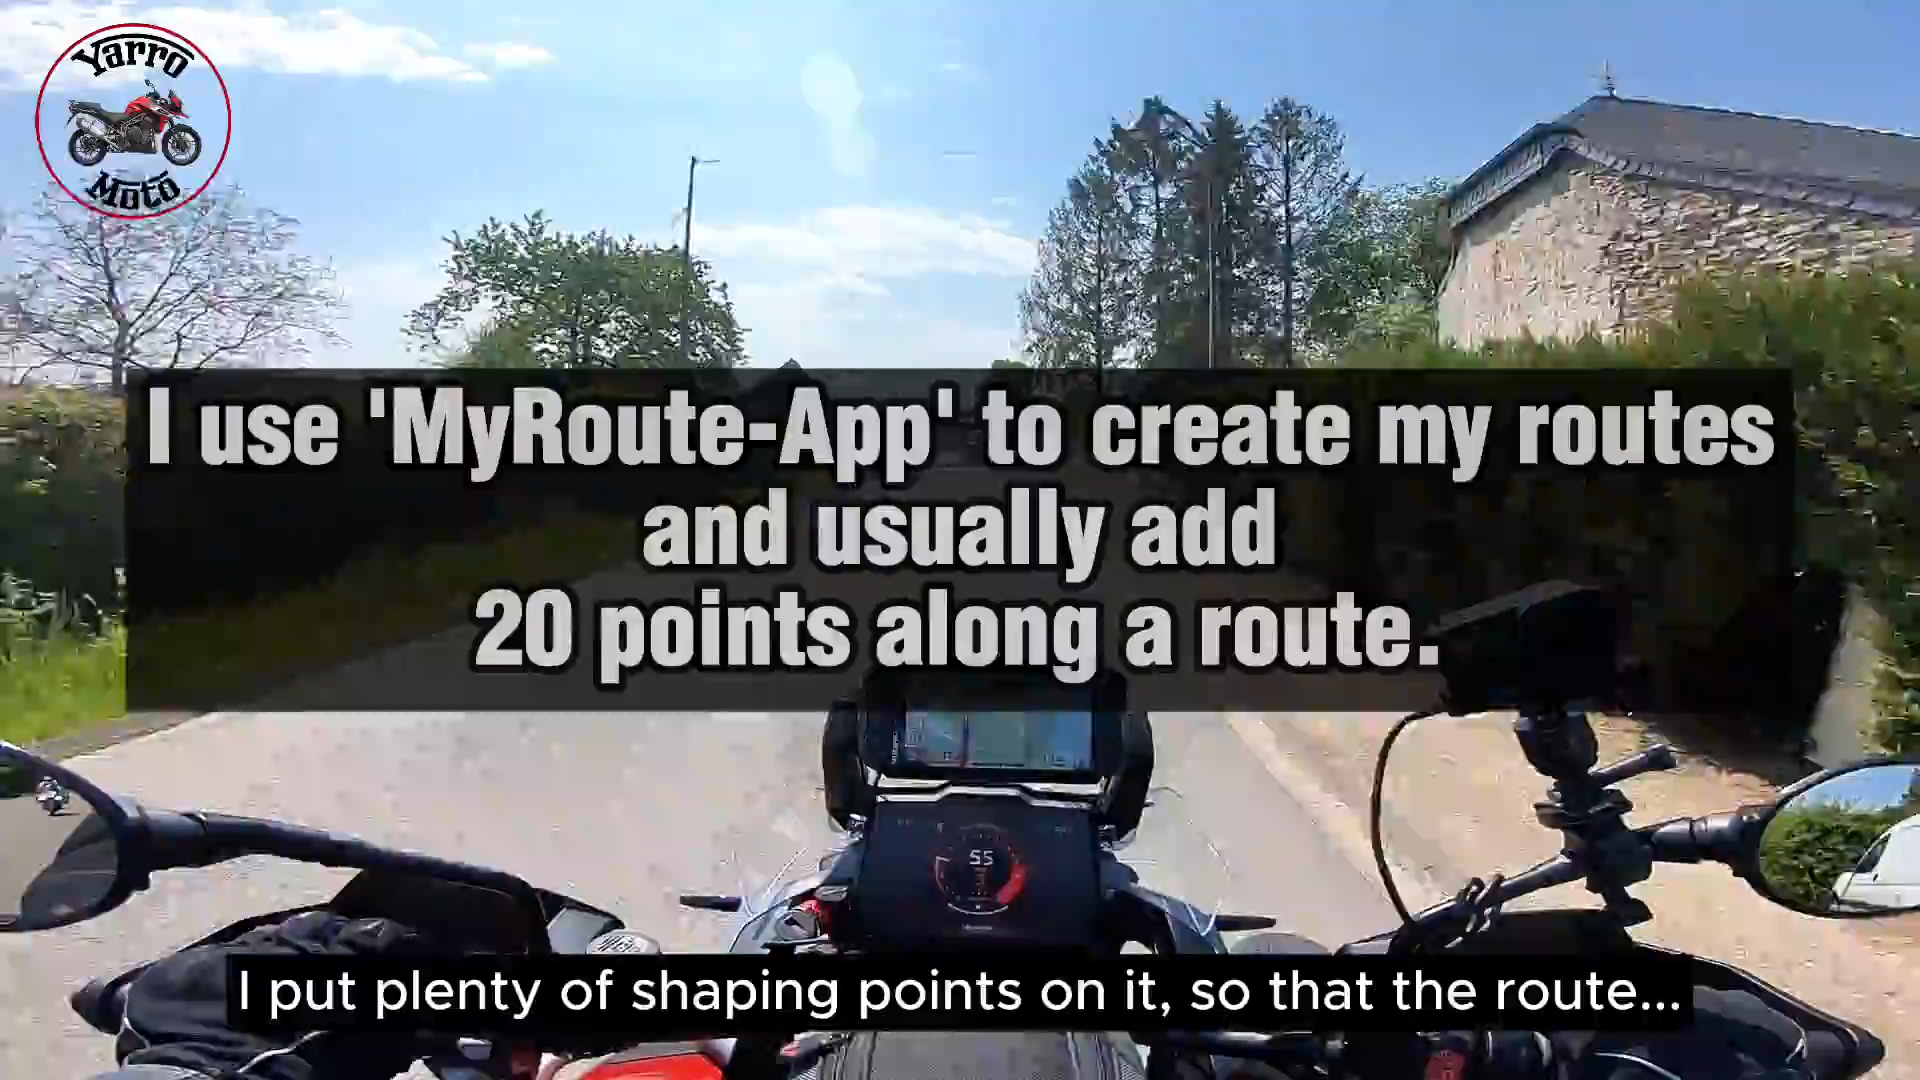 Yarro
Moto
I use 'MyRoute-App' to create my routes
and usually add
20 points along a route.
55
I put plenty of shaping points on it, so that the route...